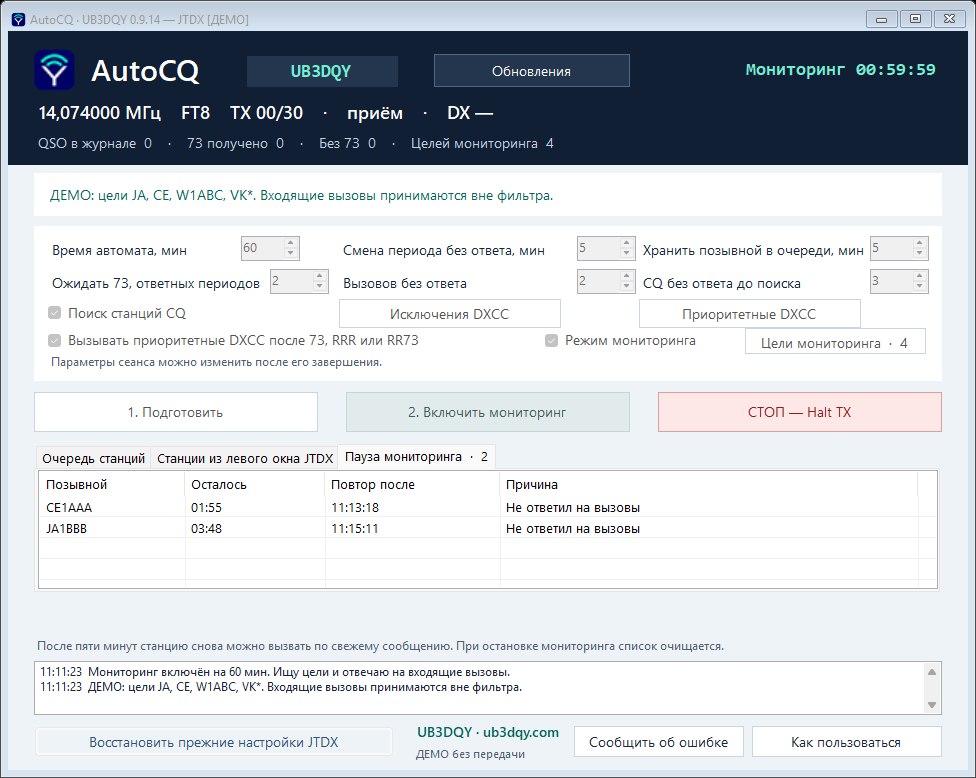 AutoCQ · UB3DQY 0.9.14 — JTDX [ДЕМО]
AutoCQ UB3DQY Обновления Мониторинг 00:59:59
14,074000 МГц FT8 TX 00/30 · приём · DX —
QSO в журнале 0 · 73 получено 0 · Без 73 0 · Целей мониторинга 4
ДЕМО: цели JA, CE, W1ABC, VK*. Входящие вызовы принимаются вне фильтра.
Время автомата, мин 60 Смена периода без ответа, мин 5 Хранить позывной в очереди, мин 5
Ожидать 73, ответных периодов 2 Вызовов без ответа 2 CQ без ответа до поиска 3
Поиск станций CQ Исключения DXCC Приоритетные DXCC
Вызывать приоритетные DXCC после 73, RRR или RR73 Режим мониторинга Цели мониторинга · 4
Параметры сеанса можно изменить после его завершения.
1. Подготовить 2. Включить мониторинг СТОП — Halt TX
Очередь станций Станции из левого окна JTDX Пауза мониторинга · 2
Позывной Осталось Повтор после Причина
CE1AAA 01:55 11:13:18 Не ответил на вызовы
JA1BBB 03:48 11:15:11 Не ответил на вызовы
После пяти минут станцию снова можно вызвать по свежему сообщению. При остановке мониторинга список очищается.
11:11:23 Мониторинг включён на 60 мин. Ищу цели и отвечаю на входящие вызовы.
11:11:23 ДЕМО: цели JA, CE, W1ABC, VK*. Входящие вызовы принимаются вне фильтра.
Восстановить прежние настройки JTDX UB3DQY · ub3dqy.com Сообщить об ошибке Как пользоваться
ДЕМО без передачи